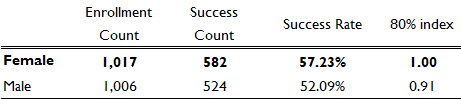 Enrollment Count Success Count Success Rate 80% index
Female 1,017 582 57.23% 1.00
Male 1,006 524 52.09% 0.91